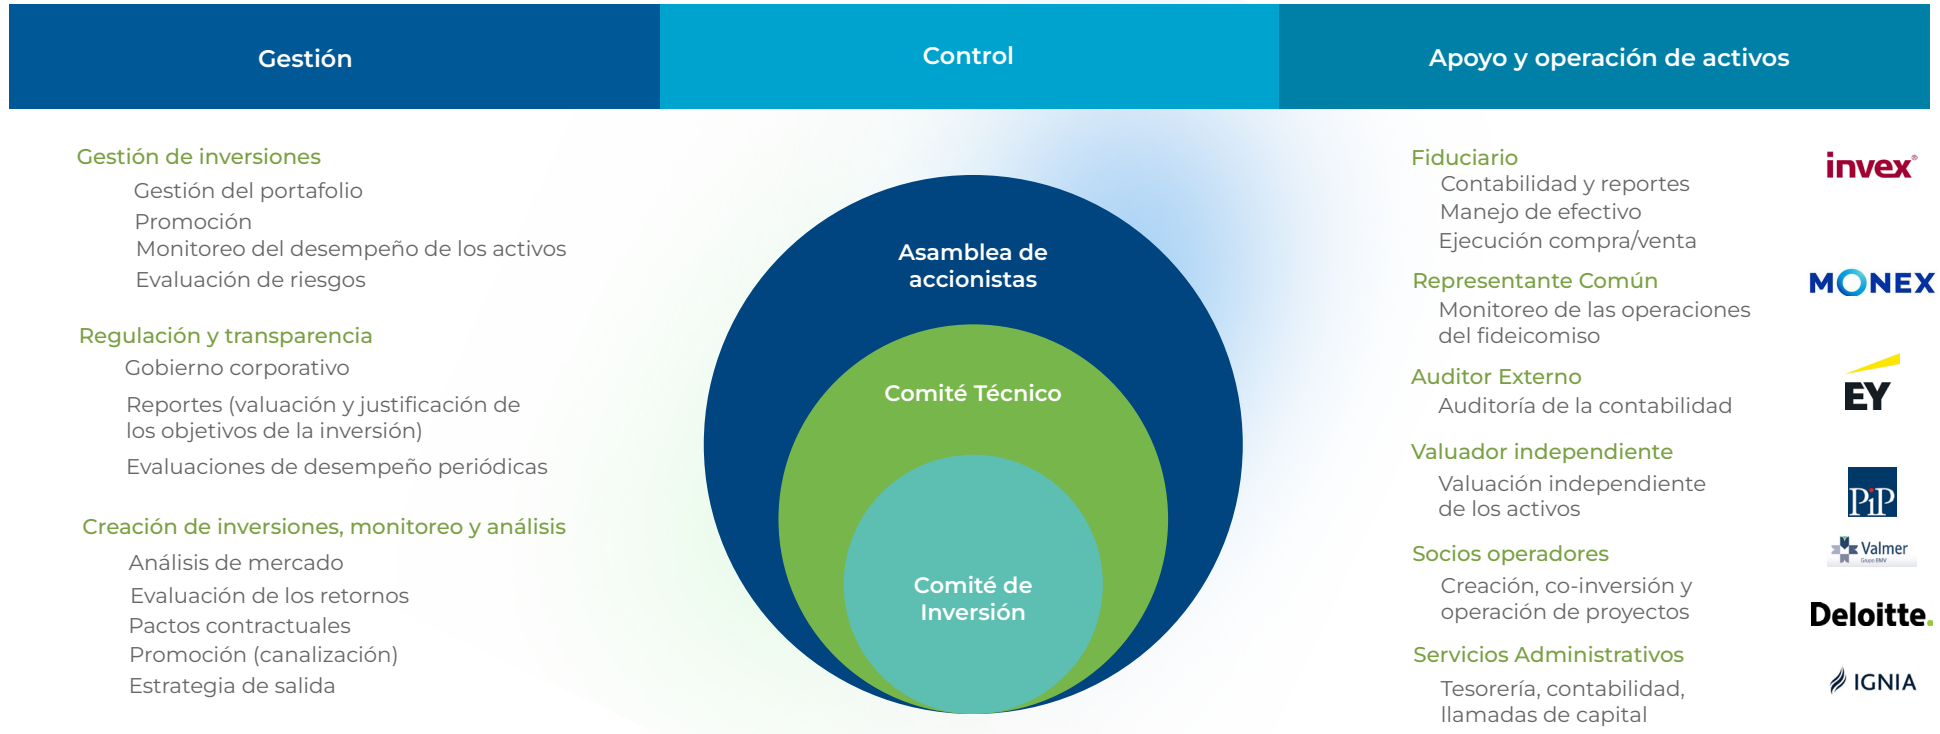 Gestión
Control
Apoyo y operación de activos
Gestión de inversiones
Gestión del portafolio
Promoción
Monitoreo del desempeño de los activos
Evaluación de riesgos
Regulación y transparencia
Gobierno corporativo
Reportes (valuación y justificación de
los objetivos de la inversión)
Evaluaciones de desempeño periódicas
Creación de inversiones, monitoreo y análisis
Análisis de mercado
Evaluación de los retornos
Pactos contractuales
Promoción (canalización)
Estrategia de salida
Asamblea de
accionistas
Comité Técnico
Comité de
Inversión
Fiduciario
Contabilidad y reportes
Manejo de efectivo
Ejecución compra/venta
Representante Común
Monitoreo de las operaciones
del fideicomiso
Auditor Externo
Auditoría de la contabilidad
Valuador independiente
Valuación independiente
de los activos
Socios operadores
Creación, co-inversión y
operación de proyectos
Servicios Administrativos
Tesorería, contabilidad,
llamadas de capital
invex®
MONEX
EY
PiP
Valmer
Grupo BMV
Deloitte.
IGNIA